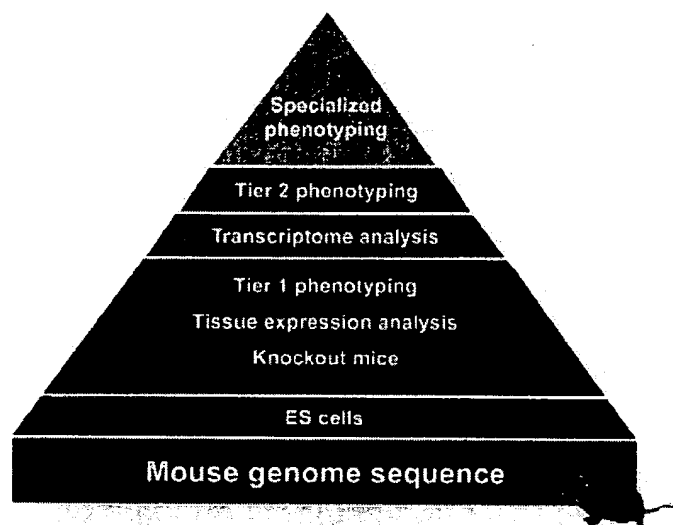 Specialized
phenotyping
Tier 2 phenotyping
Transcriptome analysis
Tier 1 phenotyping
Tissue expression analysis
Knockout mice
ES cells
Mouse genome sequence